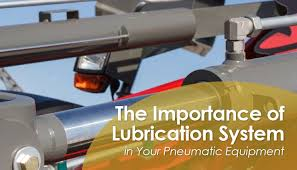 The Importance of
Lubrication System
in Your Pneumatic Equipment